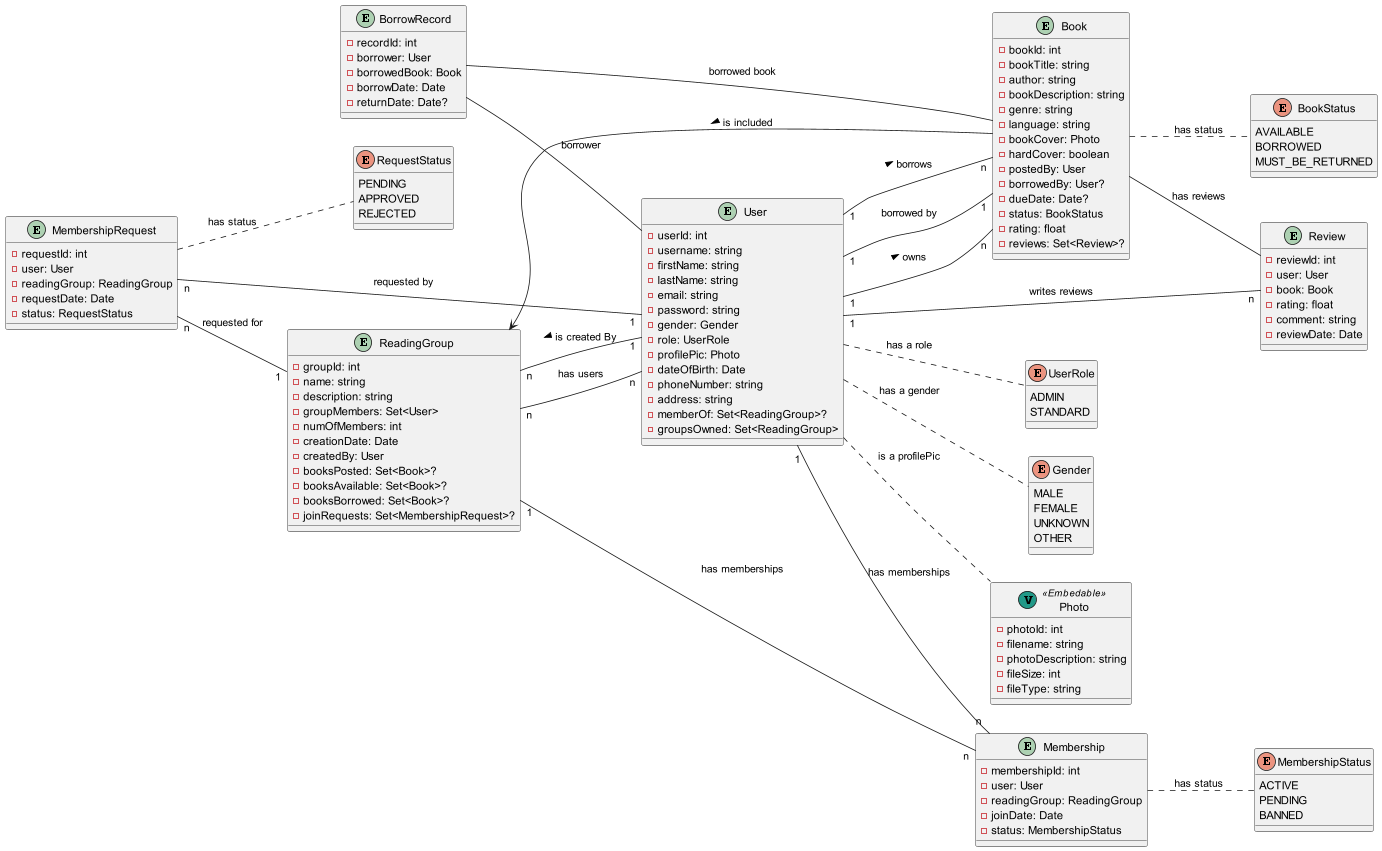 E BorrowRecord
recordId: int
borrower: User
borrowedBook: Book
borrowDate: Date
returnDate: Date?
E RequestStatus
PENDING
APPROVED
REJECTED
E MembershipRequest
requestId: int
user: User
readingGroup: ReadingGroup
requestDate: Date
status: RequestStatus
E ReadingGroup
groupId: int
name: string
description: string
groupMembers: Set<User>
numOfMembers: int
creationDate: Date
createdBy: User
booksPosted: Set<Book>?
booksAvailable: Set<Book>?
booksBorrowed: Set<Book>?
joinRequests: Set<MembershipRequest>?
E User
userId: int
username: string
firstName: string
lastName: string
email: string
password: string
gender: Gender
role: UserRole
profilePic: Photo
dateOfBirth: Date
phoneNumber: string
address: string
memberOf: Set<ReadingGroup>?
groupsOwned: Set<ReadingGroup>
E Book
bookId: int
bookTitle: string
author: string
bookDescription: string
genre: string
language: string
bookCover: Photo
hardCover: boolean
postedBy: User
borrowedBy: User?
dueDate: Date?
status: BookStatus
rating: float
reviews: Set<Review>?
E BookStatus
AVAILABLE
BORROWED
MUST_BE_RETURNED
E Review
reviewId: int
user: User
book: Book
rating: float
comment: string
reviewDate: Date
E UserRole
ADMIN
STANDARD
E Gender
MALE
FEMALE
UNKNOWN
OTHER
V «Embedable»
Photo
photoId: int
filename: string
photoDescription: string
fileSize: int
fileType: string
E Membership
membershipId: int
user: User
readingGroup: ReadingGroup
joinDate: Date
status: MembershipStatus
E MembershipStatus
ACTIVE
PENDING
BANNED
borrowed book
is included
borrower
has status
requested by
n
1
requested for
n
1
is created By
n
1
has users
n
n
borrows
1
n
borrowed by
1
1
owns
1
n
has status
has reviews
writes reviews
1
n
has a role
has a gender
is a profilePic
has memberships
1
n
has memberships
1
n
has status